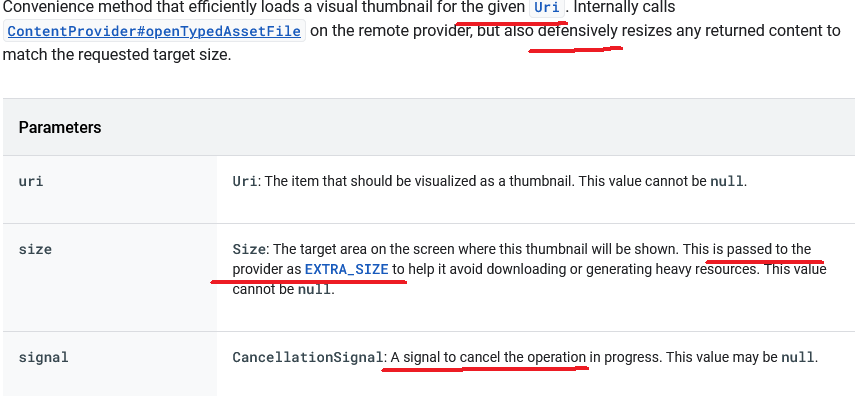 Convenience method that efficiently loads a visual thumbnail for the given Uri. Internally calls
ContentProvider#openTypedAssetFile on the remote provider, but also defensively resizes any returned content to
match the requested target size.
Parameters
uri
Uri: The item that should be visualized as a thumbnail. This value cannot be null.
size
Size: The target area on the screen where this thumbnail will be shown. This is passed to the
provider as EXTRA_SIZE to help it avoid downloading or generating heavy resources. This value
cannot be null.
signal
CancellationSignal: A signal to cancel the operation in progress. This value may be null.